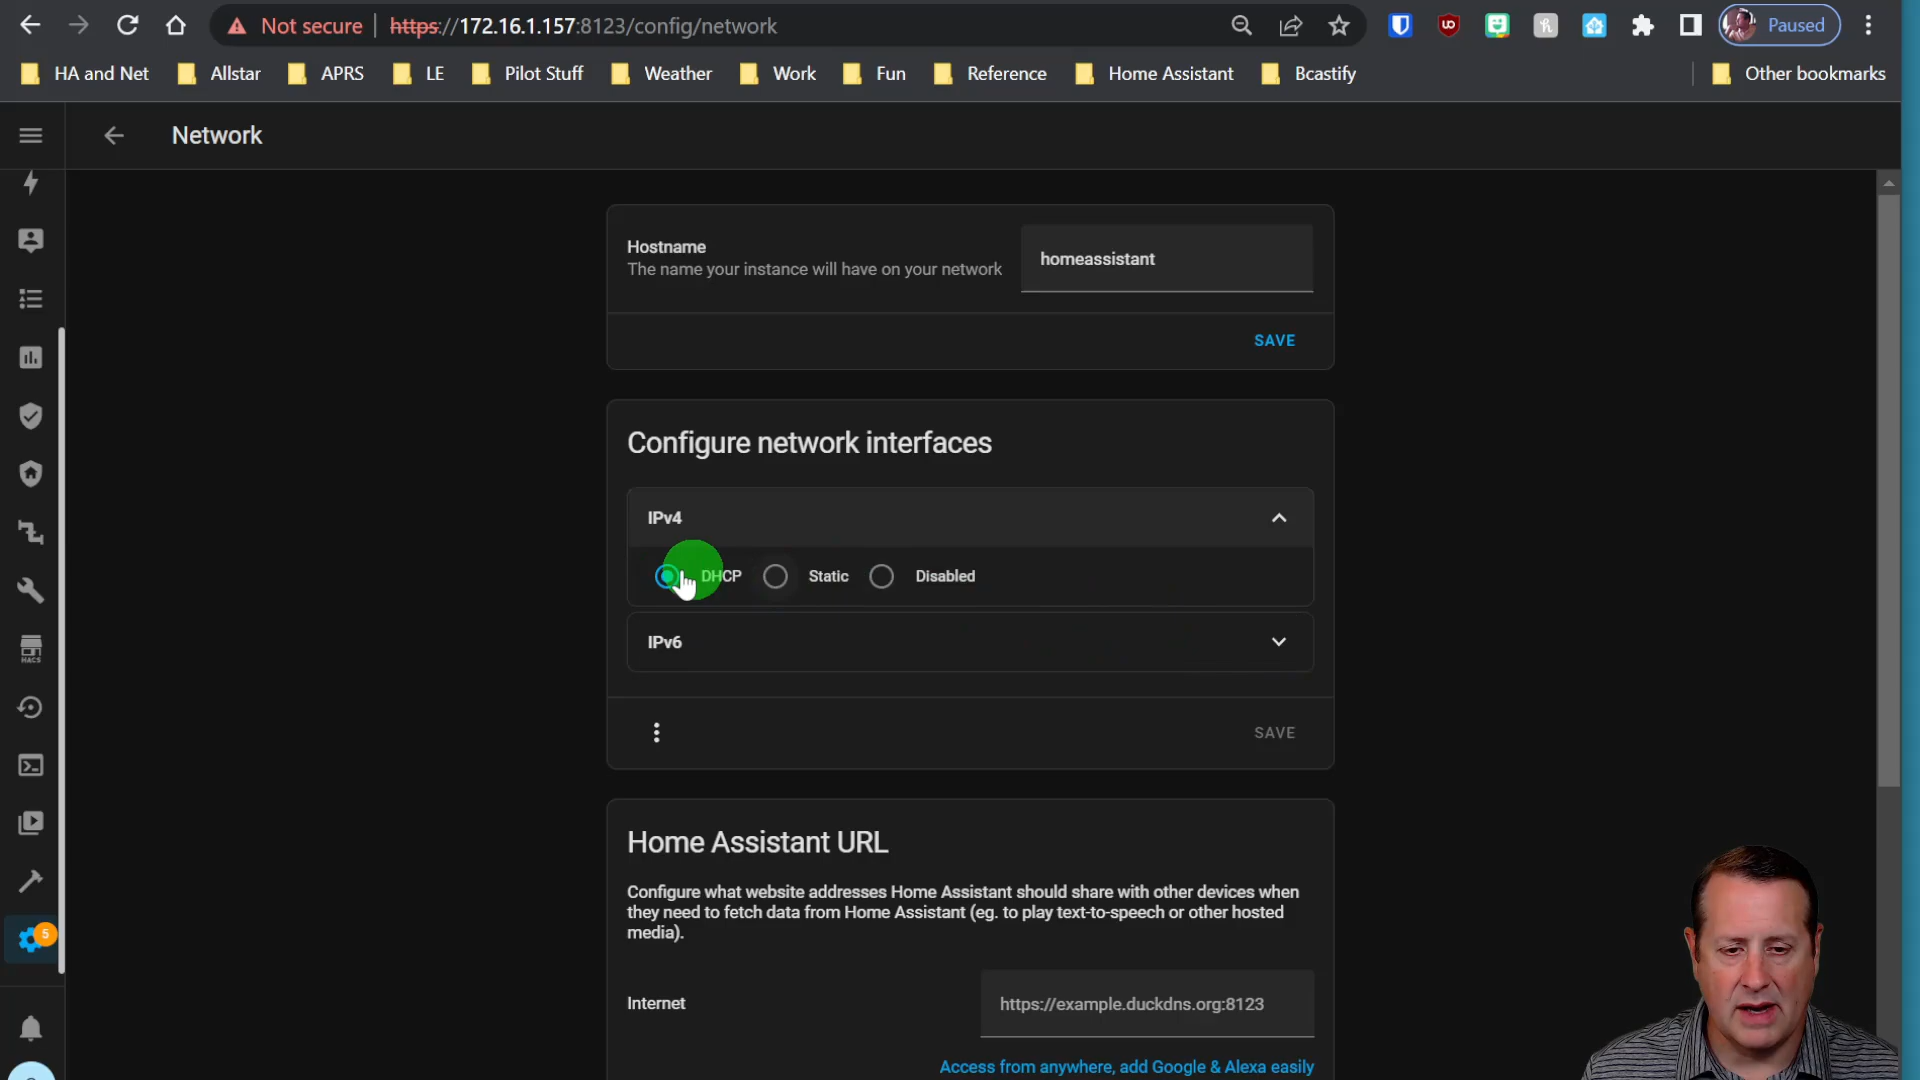 Not secure https://172.16.1.157:8123/config/network Paused
HA and Net Allstar APRS LE Pilot Stuff Weather Work Fun Reference Home Assistant Bcastify Other bookmarks
Network
Hostname
The name your instance will have on your network
homeassistant
SAVE
Configure network interfaces
IPv4
DHCP Static Disabled
IPv6
SAVE
Home Assistant URL
Configure what website addresses Home Assistant should share with other devices when
they need to fetch data from Home Assistant (eg. to play text-to-speech or other hosted
media).
Internet https://example.duckdns.org:8123
Access from anywhere, add Google & Alexa easily
HACS
5